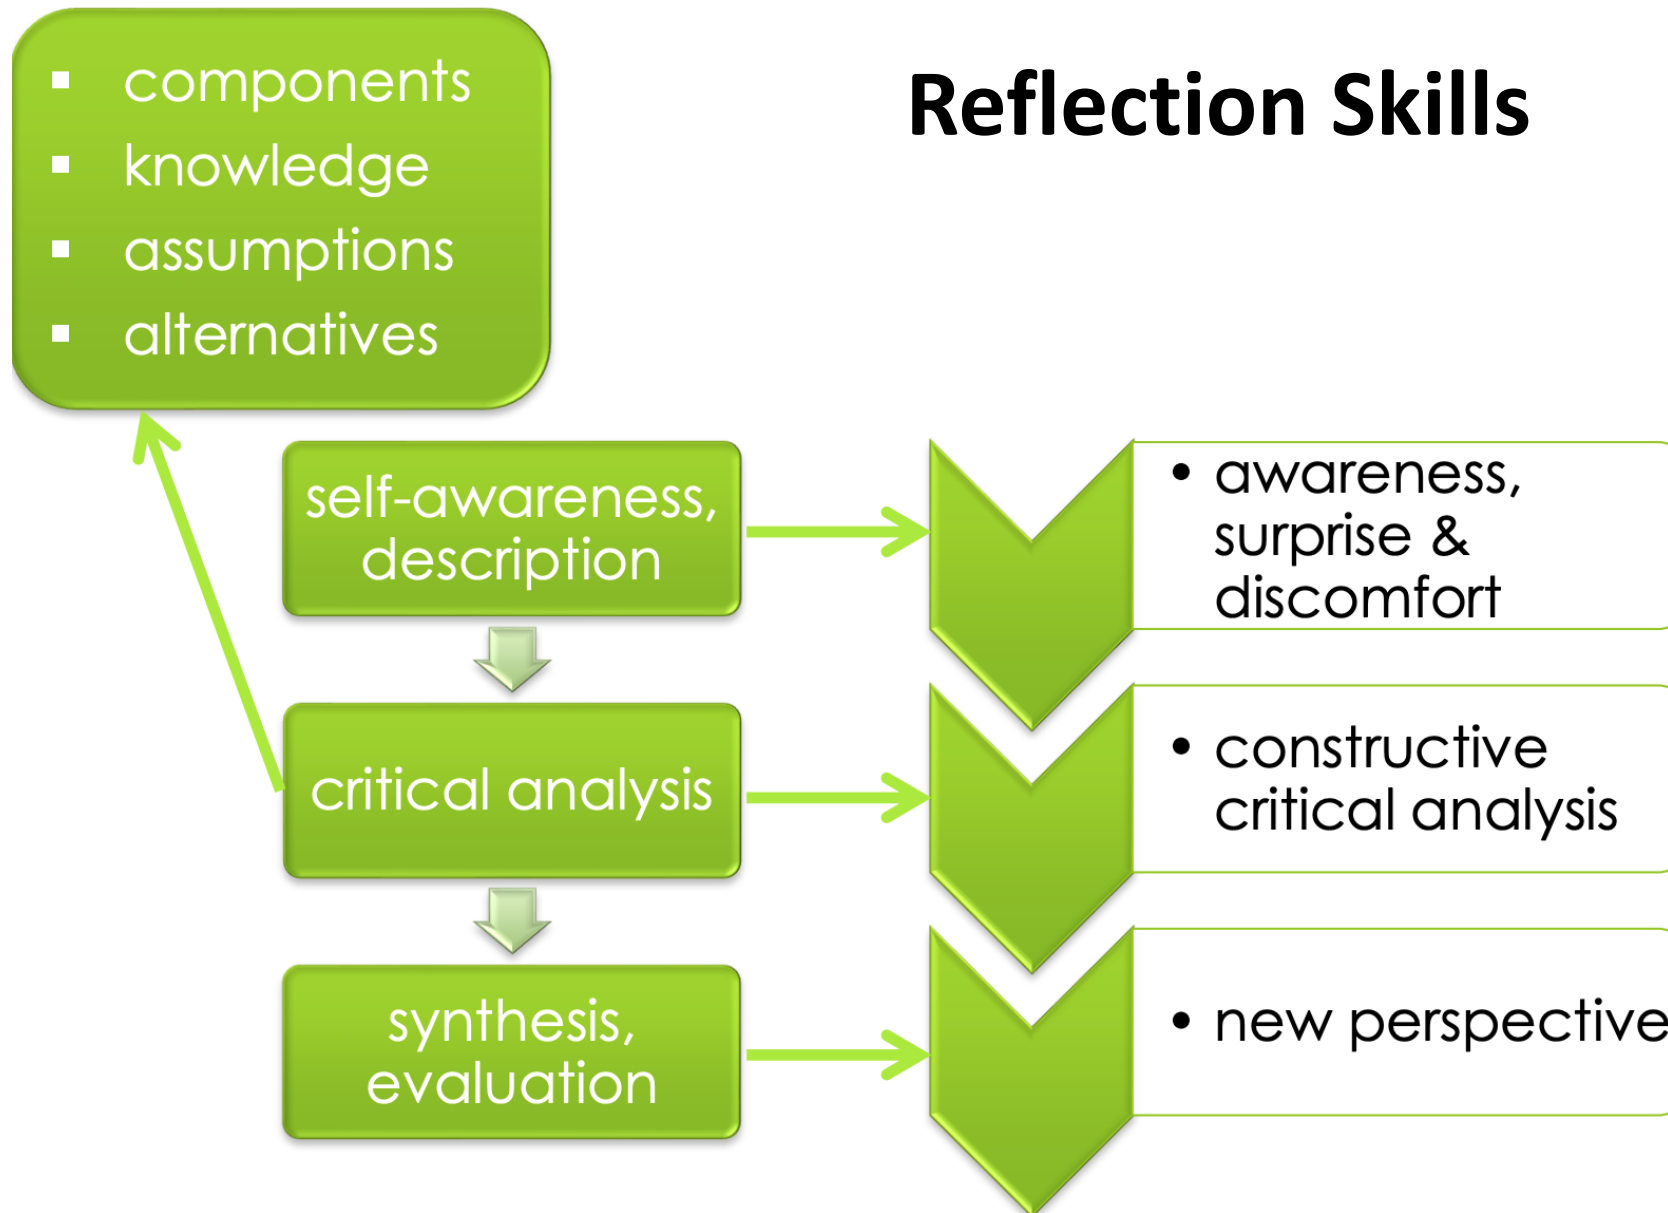 Reflection Skills
▪ components
▪ knowledge
▪ assumptions
▪ alternatives
self-awareness,
description
• awareness,
surprise &
discomfort
critical analysis
• constructive
critical analysis
synthesis,
evaluation
• new perspective